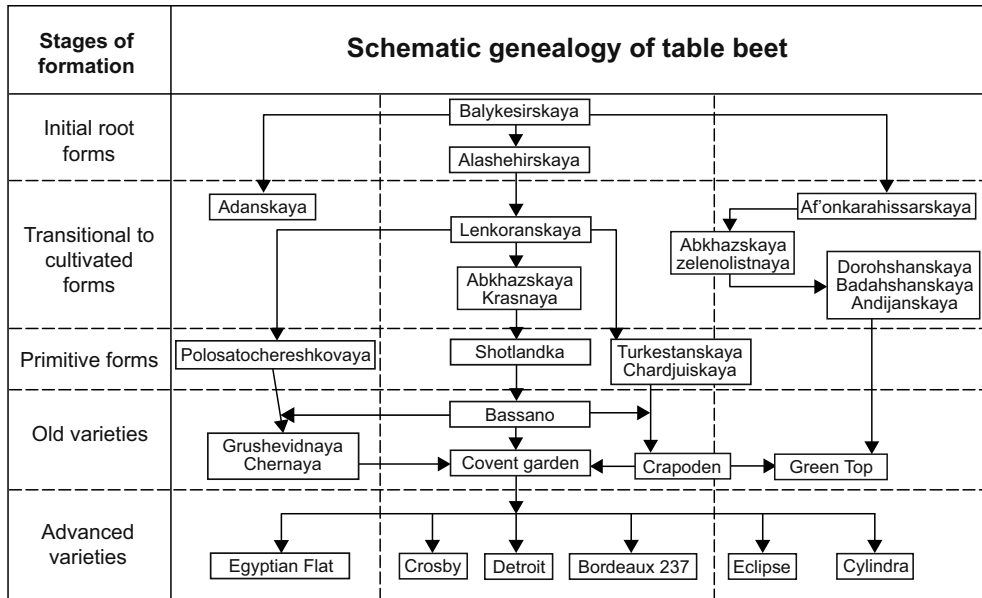 Stages of
formation
Schematic genealogy of table beet
Initial root
forms
Balykesirskaya
Alashehirskaya
Transitional to
cultivated
forms
Adanskaya
Af'onkarahissarskaya
Lenkoranskaya
Abkhazskaya
zelenolistnaya
Abkhazskaya
Krasnaya
Dorohshanskaya
Badahshanskaya
Andijanskaya
Primitive forms
Polosatochereshkovaya
Shotlandka
Turkestanskaya
Chardjuiskaya
Old varieties
Bassano
Grushevidnaya
Chernaya
Covent garden
Crapoden
Green Top
Advanced
varieties
Egyptian Flat
Crosby
Detroit
Bordeaux 237
Eclipse
Cylindra